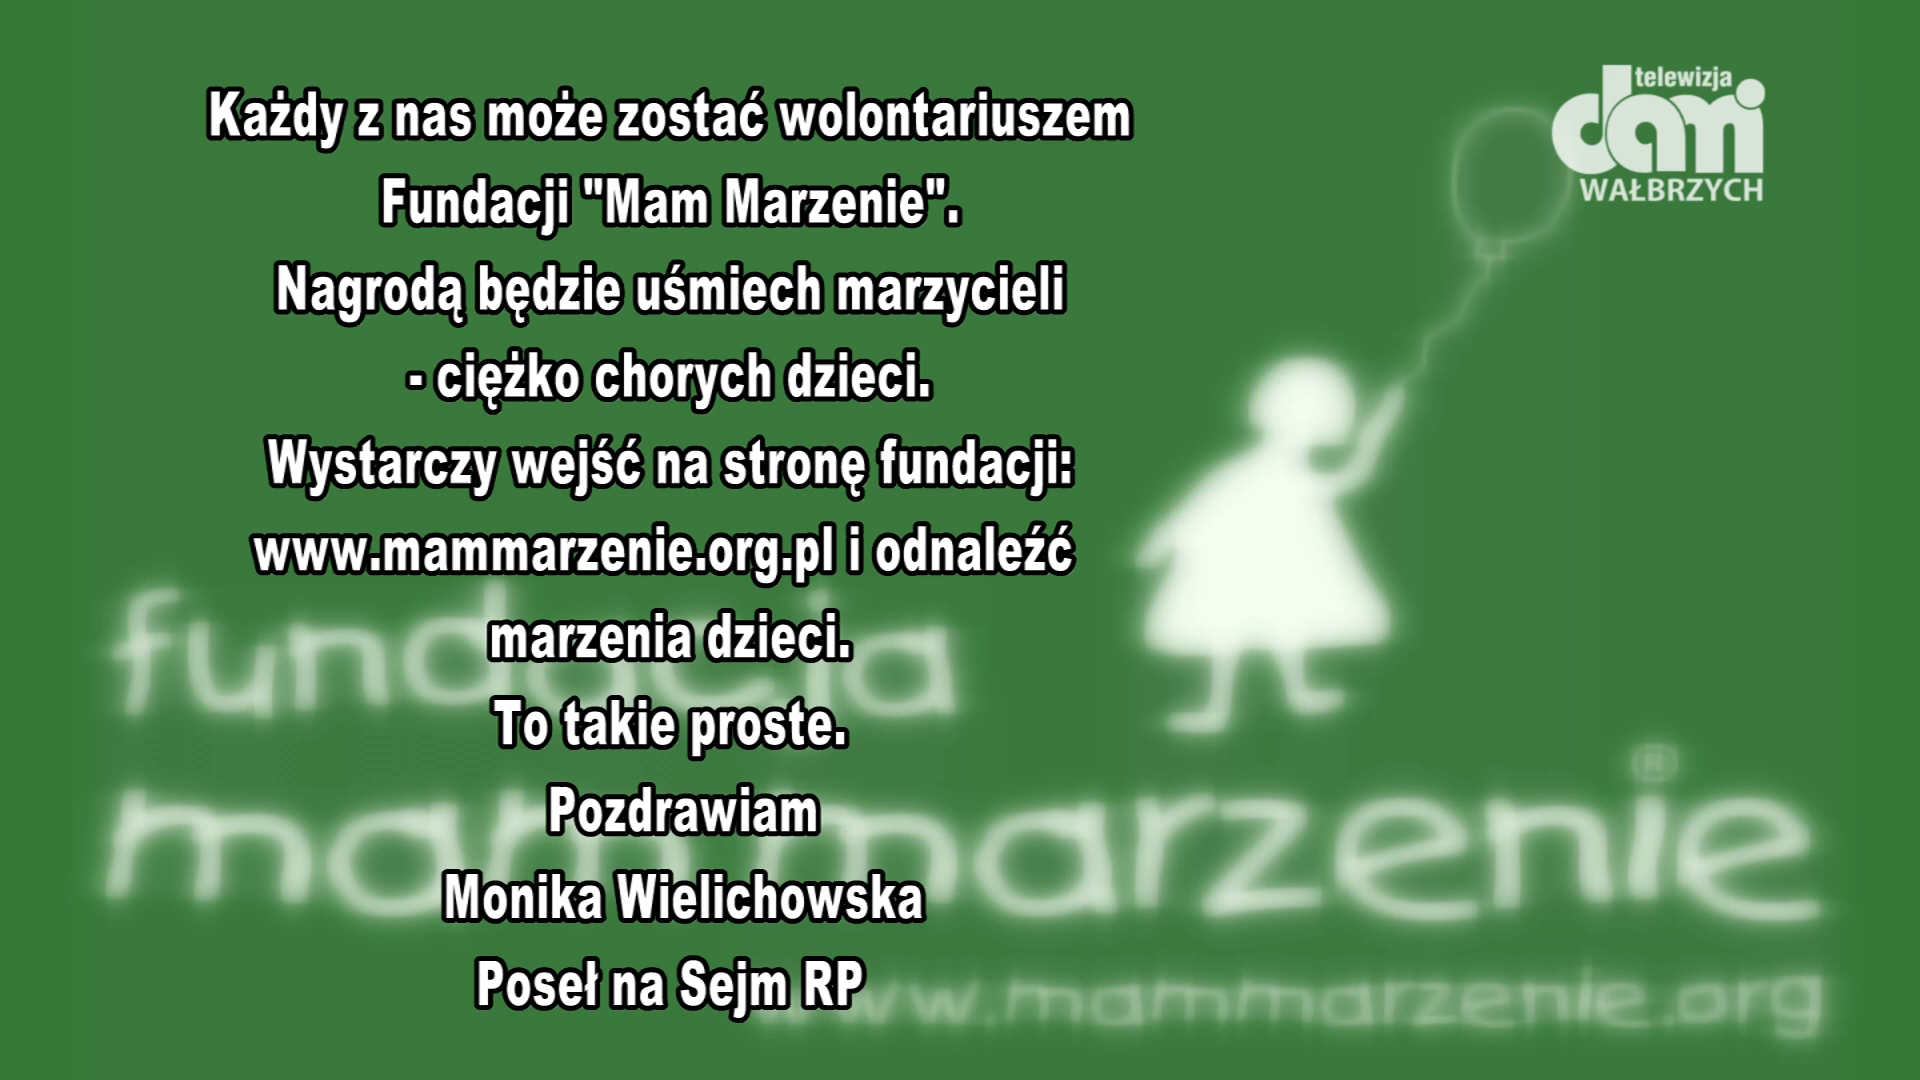 Każdy z nas może zostać wolontariuszem
Fundacji "Mam Marzenie".
Nagrodą będzie uśmiech marzycieli
- ciężko chorych dzieci.
Wystarczy wejść na stronę fundacji:
www.mammarzenie.org.pl i odnaleźć
marzenia dzieci.
To takie proste.
Pozdrawiam
Monika Wielichowska
Poseł na Sejm RP
telewizja
dami
WAŁBRZYCH
fundacja
mam marzenie ®
www.mammarzenie.org